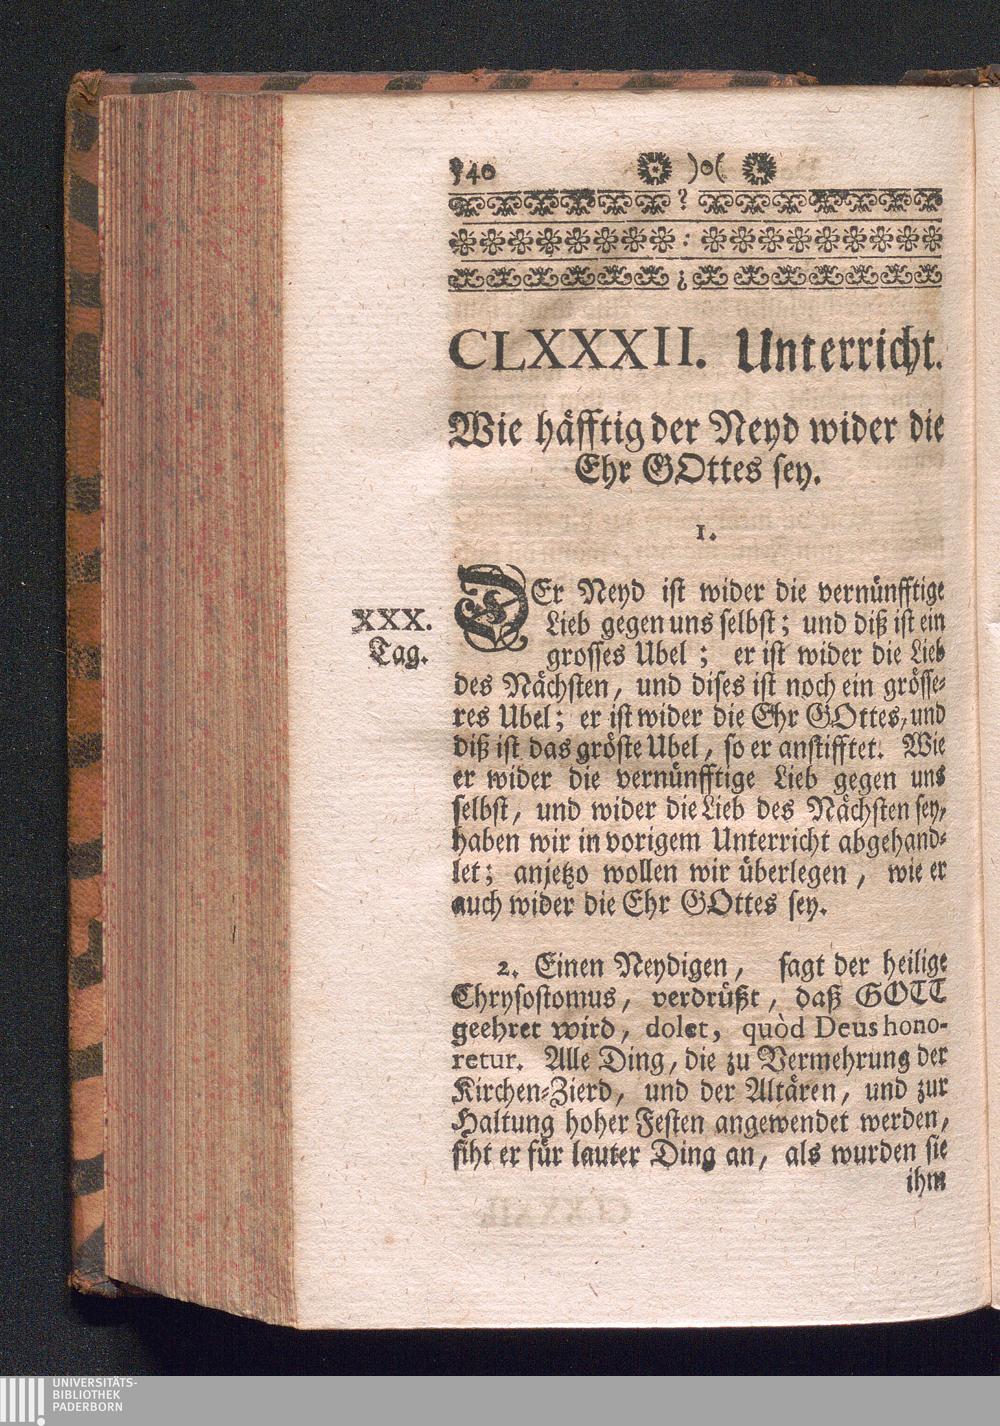 540 )o(
CLXXXII. Unterricht.
Wie häfftig der Neyd wider die
Ehr GOttes sey.
1.
XXX.
Tag.
DEr Neyd ist wider die vernünfftige
Lieb gegen uns selbst; und diß ist ein
grosses Ubel; er ist wider die Lieb
des Nächsten, und dises ist noch ein grösse-
res Ubel; er ist wider die Ehr GOttes, und
diß ist das gröste Ubel, so er anstifftet. Wie
er wider die vernünfftige Lieb gegen uns
selbst, und wider die Lieb des Nächsten sey,
haben wir in vorigem Unterricht abgehand-
let; anjetzo wollen wir überlegen, wie er
auch wider die Ehr GOttes sey.
2. Einen Neydigen, sagt der heilige
Chrysostomus, verdrüßt, daß GOTT
geehret wird, dolet, quòd Deus hono-
retur. Alle Ding, die zu Vermehrung der
Kirchen-Zierd, und der Altären, und zur
Haltung hoher Festen angewendet werden,
siht er für lauter Ding an, als wurden sie
ihm
UNIVERSITÄTS-
BIBLIOTHEK
PADERBORN